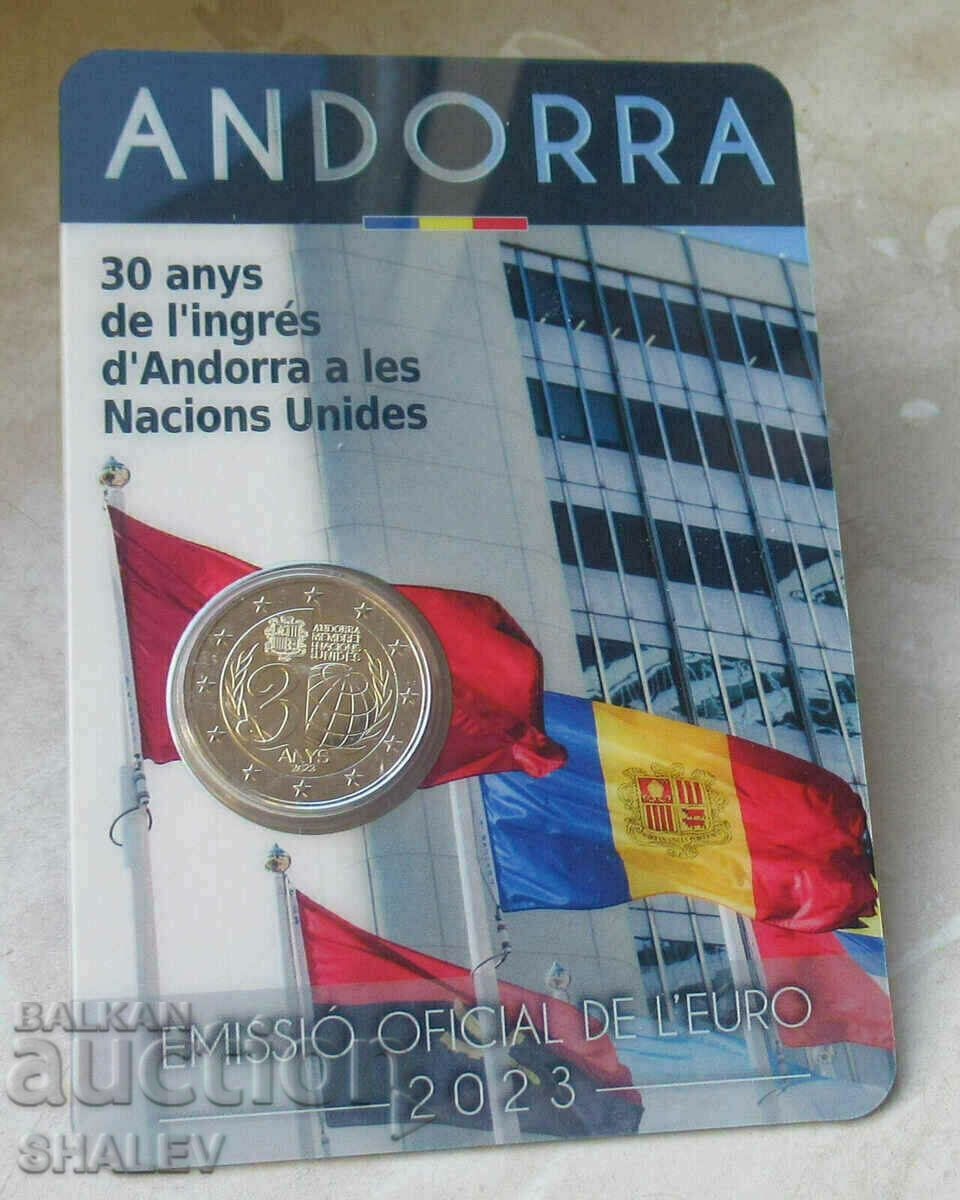 ANDORRA
30 anys
de l'ingrés
d'Andorra a les
Nacions Unides
ANDORRA
MEMBRE
NACIONS
UNIDES
30
ANYS
2023
EMISSIÓ OFICIAL DE L'EURO
2023
BALKAN
auction
SHALEV